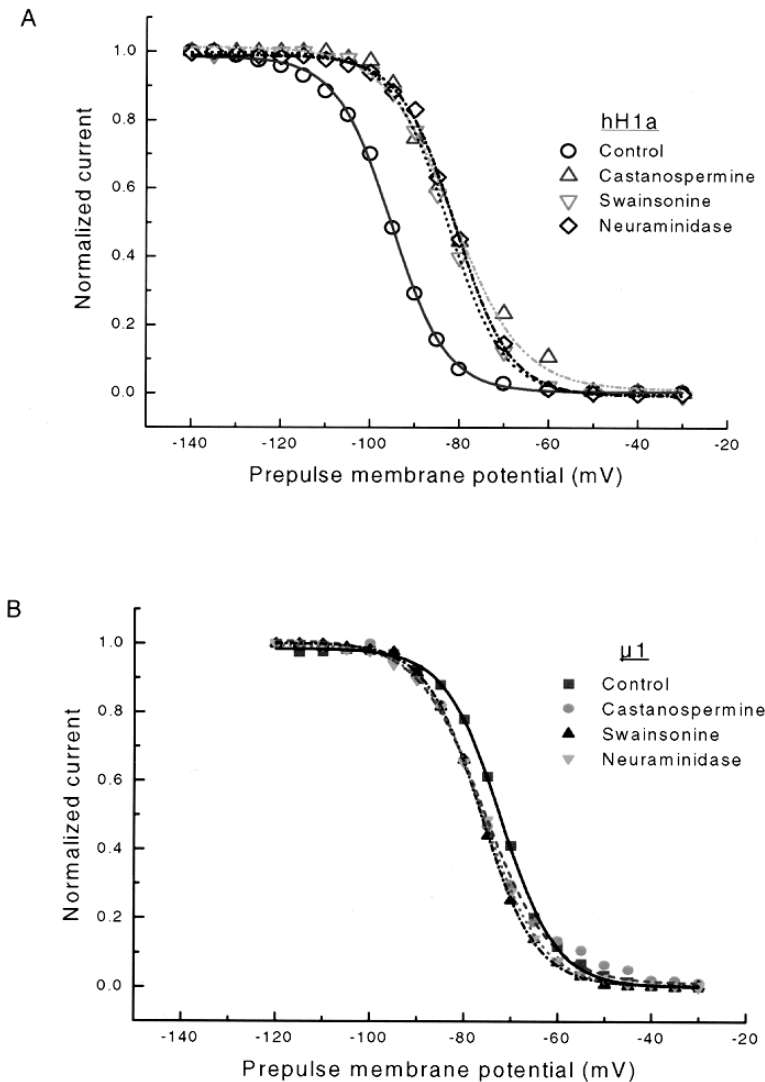 A
1.0
0.8
0.6
0.4
0.2
0.0
Normalized current
hH1a
Control
Castanospermine
Swainsonine
Neuraminidase
-140 -120 -100 -80 -60 -40 -20
Prepulse membrane potential (mV)
B
1.0
0.8
0.6
0.4
0.2
0.0
Normalized current
µ1
Control
Castanospermine
Swainsonine
Neuraminidase
-140 -120 -100 -80 -60 -40 -20
Prepulse membrane potential (mV)